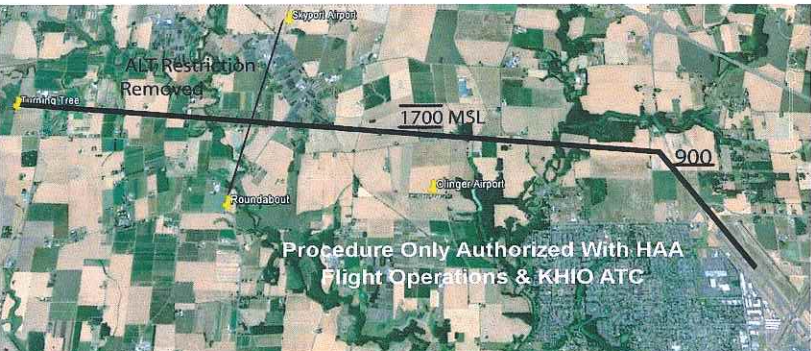 Skyport Airport
ALT Restriction
Removed
Turning Tree
1700 MSL
900
Olinger Airport
Roundabout
Procedure Only Authorized With HAA
Flight Operations & KHIO ATC